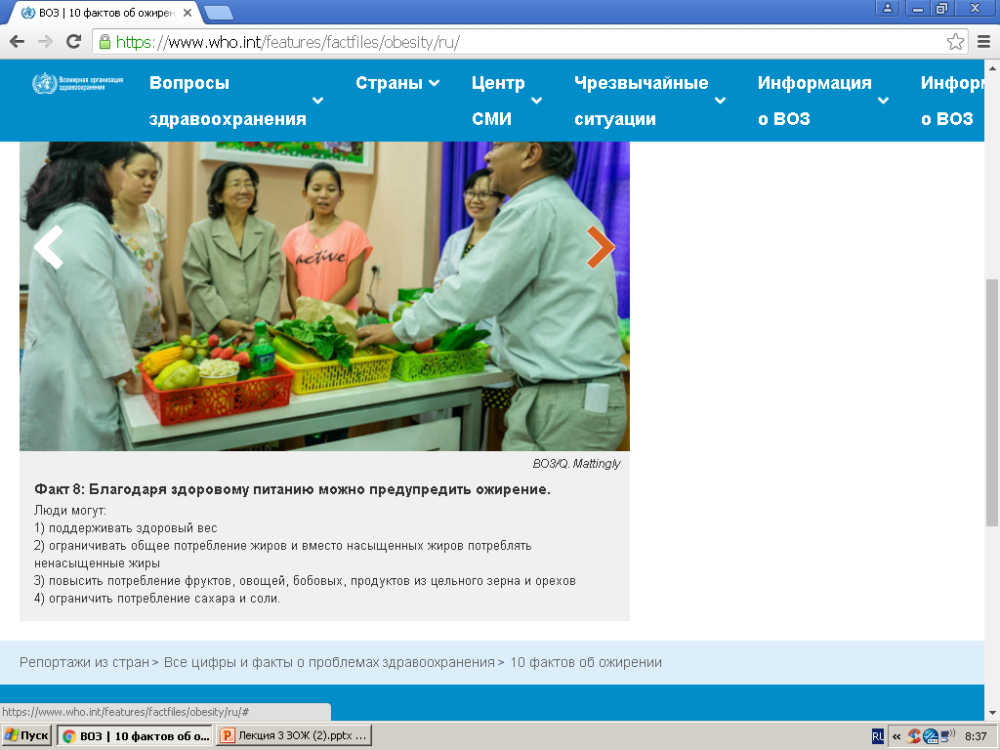 ВОЗ | 10 фактов об ожирен
https://www.who.int/features/factfiles/obesity/ru/
Всемирная организация
здравоохранения
Вопросы
здравоохранения
Страны
Центр
СМИ
Чрезвычайные
ситуации
Информация
о ВОЗ
Информ
о ВОЗ
active
ВОЗ/Q. Mattingly
Факт 8: Благодаря здоровому питанию можно предупредить ожирение.
Люди могут:
1) поддерживать здоровый вес
2) ограничивать общее потребление жиров и вместо насыщенных жиров потреблять
ненасыщенные жиры
3) повысить потребление фруктов, овощей, бобовых, продуктов из цельного зерна и орехов
4) ограничить потребление сахара и соли.
Репортажи из стран > Все цифры и факты о проблемах здравоохранения > 10 фактов об ожирении
https://www.who.int/features/factfiles/obesity/ru/#
Пуск
ВОЗ | 10 фактов об о...
Лекция 3 ЗОЖ (2).pptx ...
RU
«
8:37